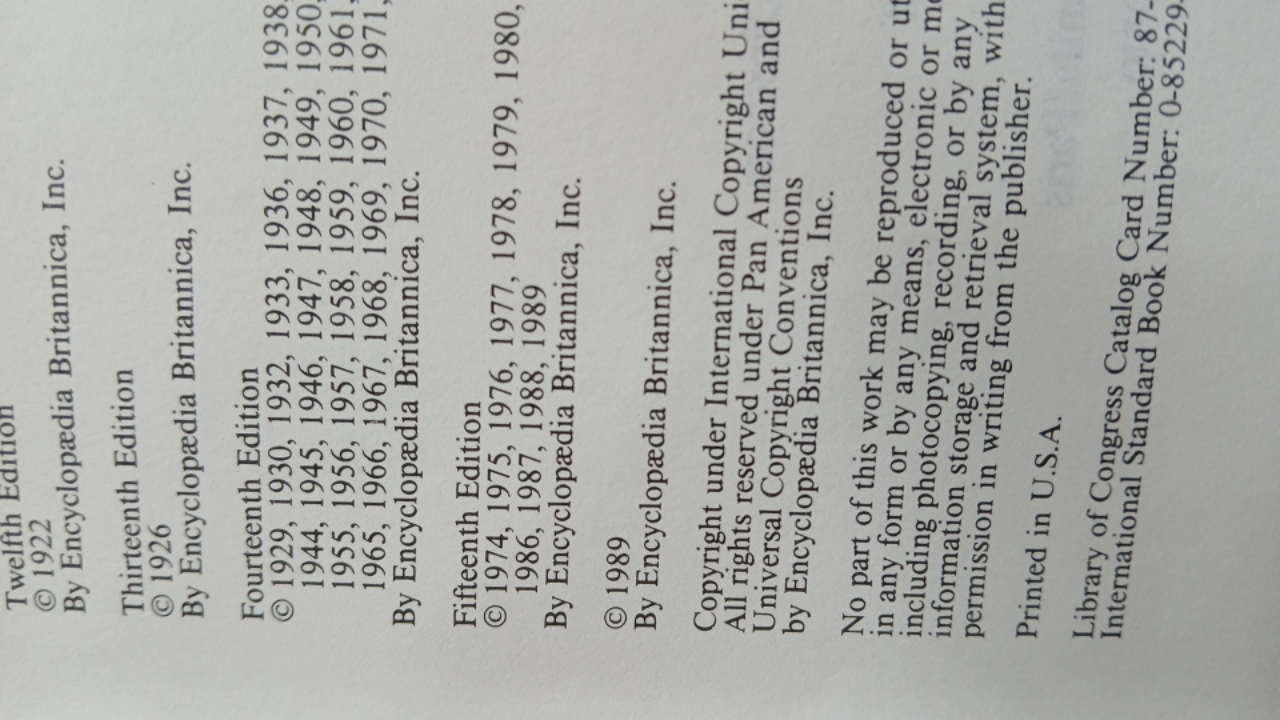 Twelfth Edition
© 1922
By Encyclopædia Britannica, Inc.
Thirteenth Edition
© 1926
By Encyclopædia Britannica, Inc.
Fourteenth Edition
© 1929, 1930, 1932, 1933, 1936, 1937, 1938,
1944, 1945, 1946, 1947, 1948, 1949, 1950,
1955, 1956, 1957, 1958, 1959, 1960, 1961,
1965, 1966, 1967, 1968, 1969, 1970, 1971,
By Encyclopædia Britannica, Inc.
Fifteenth Edition
© 1974, 1975, 1976, 1977, 1978, 1979, 1980,
1986, 1987, 1988, 1989
By Encyclopædia Britannica, Inc.
© 1989
By Encyclopædia Britannica, Inc.
Copyright under International Copyright Uni
All rights reserved under Pan American and
Universal Copyright Conventions
by Encyclopædia Britannica, Inc.
No part of this work may be reproduced or ut
in any form or by any means, electronic or me
including photocopying, recording, or by any
information storage and retrieval system, with
permission in writing from the publisher.
Printed in U.S.A.
Library of Congress Catalog Card Number: 87-
International Standard Book Number: 0-85229-